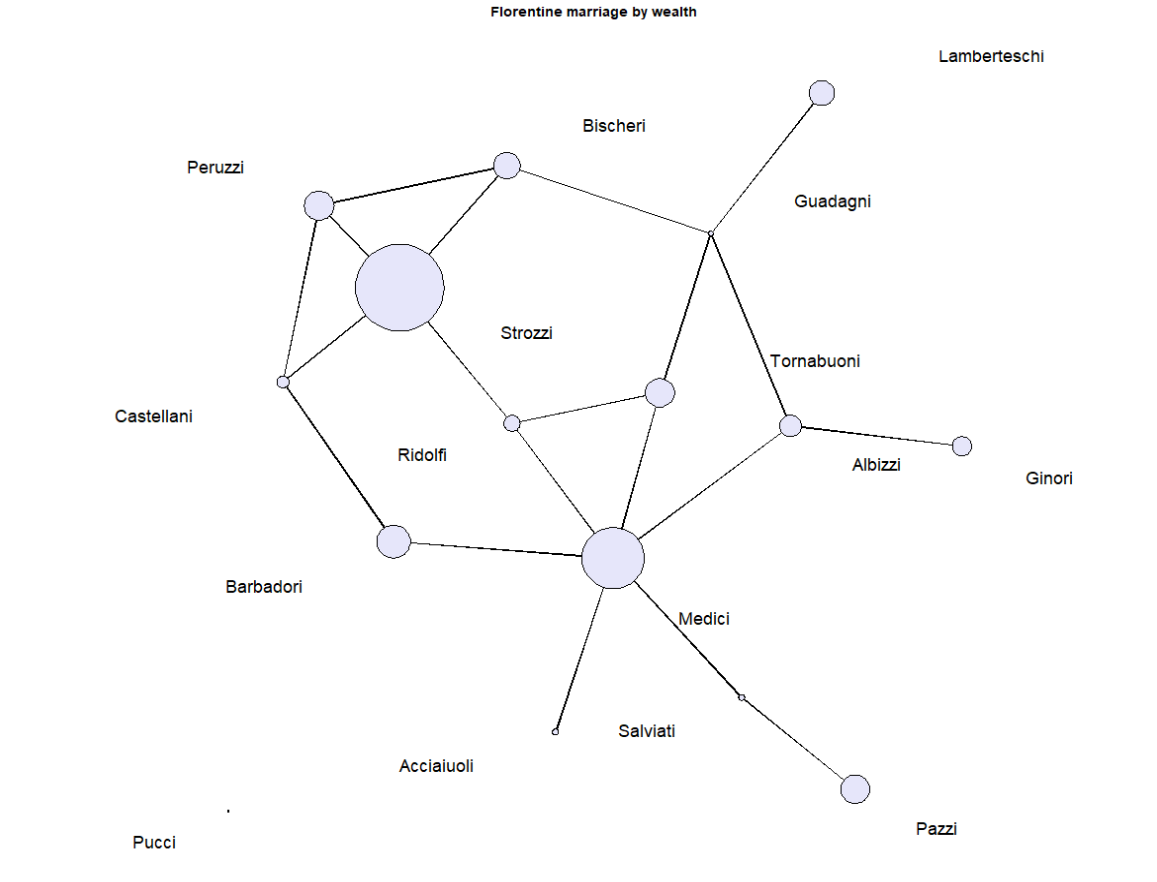 Florentine marriage by wealth
Lamberteschi
Bischeri
Peruzzi
Guadagni
Strozzi
Tornabuoni
Castellani
Ridolfi
Albizzi
Ginori
Barbadori
Medici
Salviati
Acciaiuoli
Pazzi
Pucci